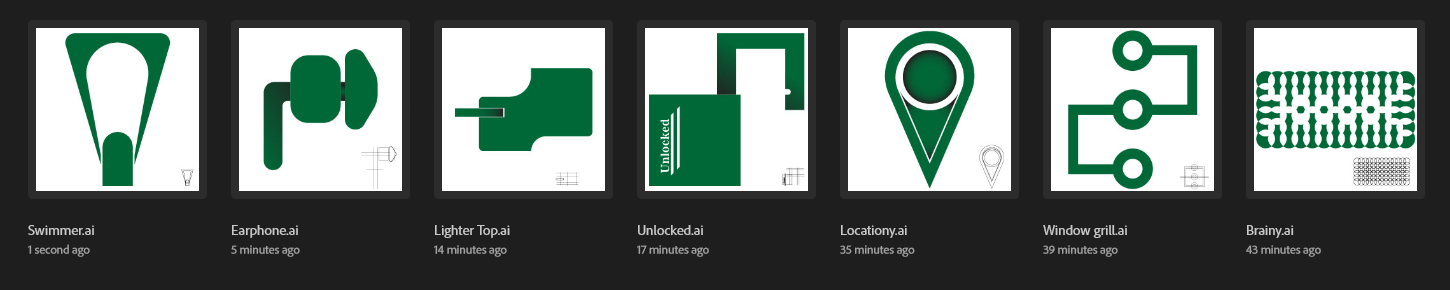 Unlocked
Swimmer.ai
1 second ago
Earphone.ai
5 minutes ago
Lighter Top.ai
14 minutes ago
Unlocked.ai
17 minutes ago
Locationy.ai
35 minutes ago
Window grill.ai
39 minutes ago
Brainy.ai
43 minutes ago